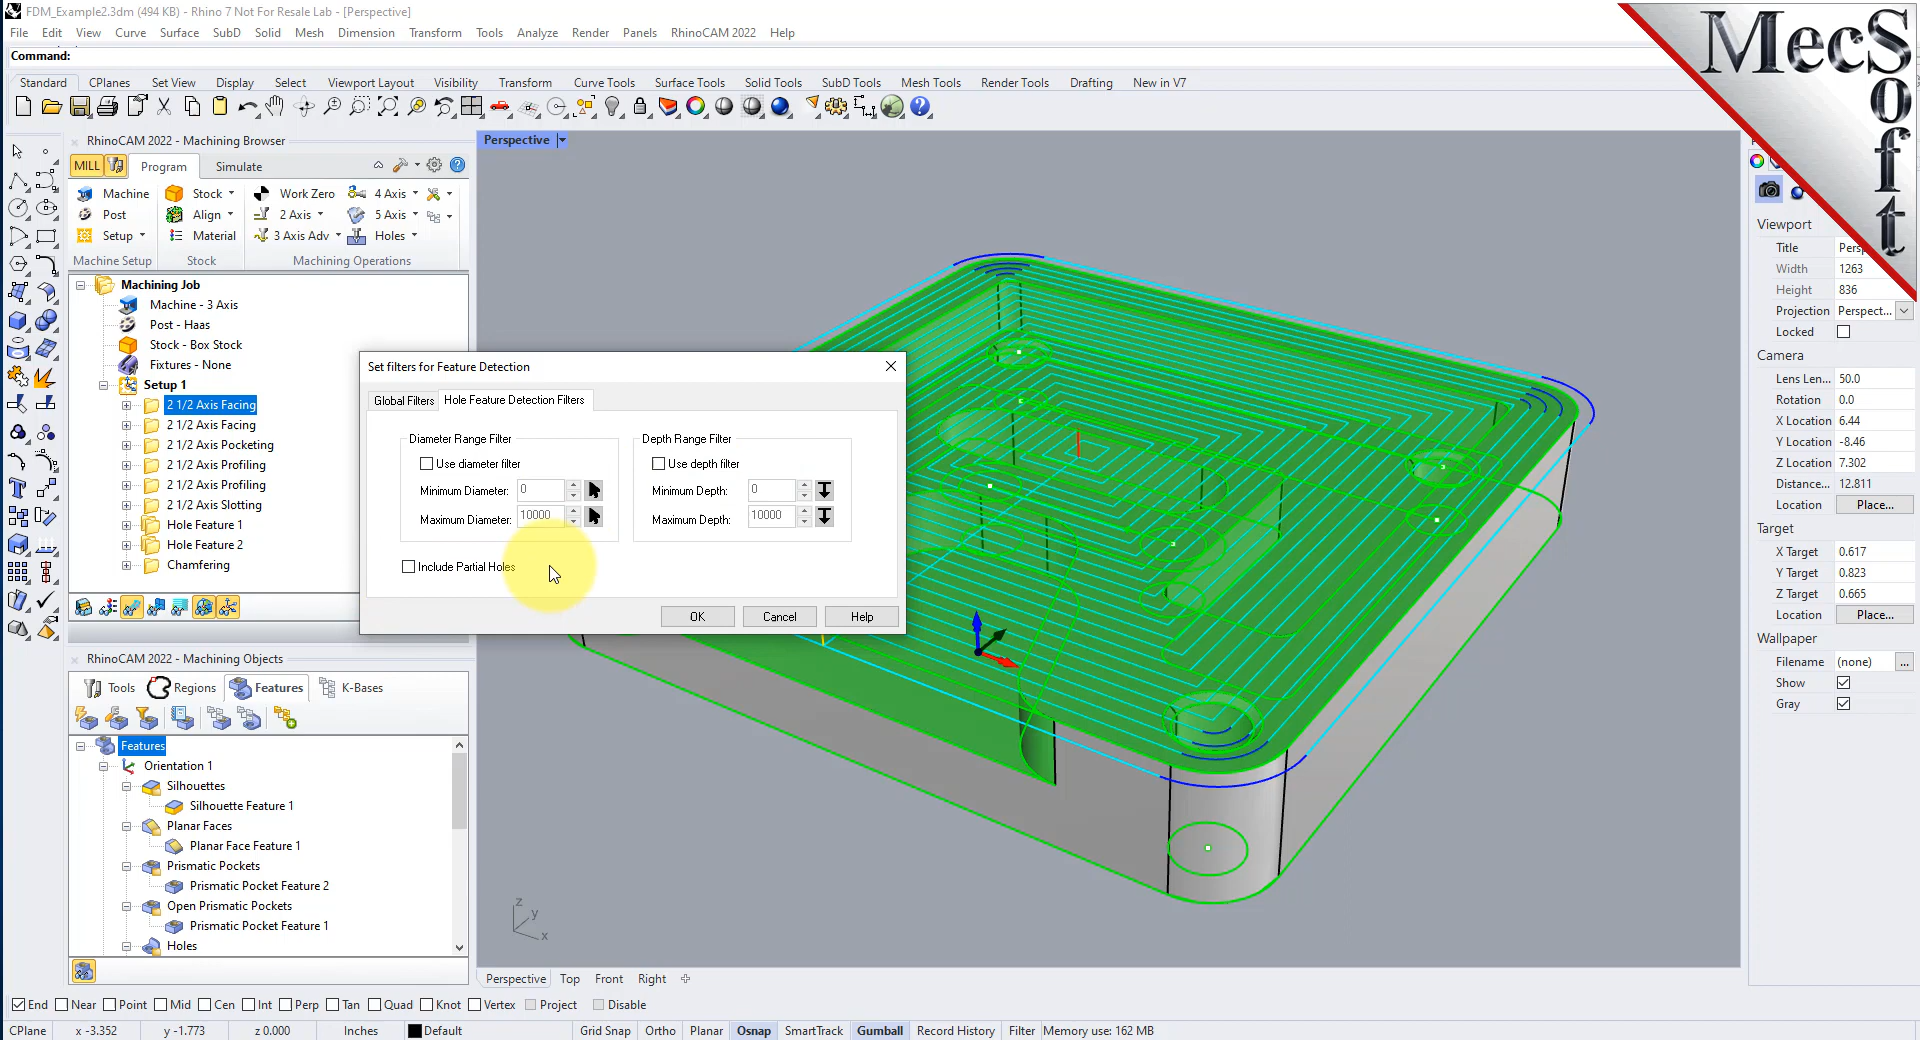 FDM_Example2.3dm (494 KB) - Rhino 7 Not For Resale Lab - [Perspective]
File Edit View Curve Surface SubD Solid Mesh Dimension Transform Tools Analyze Render Panels RhinoCAM 2022 Help
Command:
Standard CPlanes Set View Display Select Viewport Layout Visibility Transform Curve Tools Surface Tools Solid Tools SubD Tools Mesh Tools Render Tools Drafting New in V7
MecSoft
RhinoCAM 2022 - Machining Browser
MILL Program Simulate
Machine Stock Work Zero 4 Axis
Post Align 2 Axis 5 Axis
Setup Material 3 Axis Adv Holes
Machine Setup Stock Machining Operations
Machining Job
Machine - 3 Axis
Post - Haas
Stock - Box Stock
Fixtures - None
Setup 1
2 1/2 Axis Facing
2 1/2 Axis Facing
2 1/2 Axis Pocketing
2 1/2 Axis Profiling
2 1/2 Axis Profiling
2 1/2 Axis Slotting
Hole Feature 1
Hole Feature 2
Chamfering
RhinoCAM 2022 - Machining Objects
Tools Regions Features K-Bases
Features
Orientation 1
Silhouettes
Silhouette Feature 1
Planar Faces
Planar Face Feature 1
Prismatic Pockets
Prismatic Pocket Feature 2
Open Prismatic Pockets
Prismatic Pocket Feature 1
Holes
Perspective
Set filters for Feature Detection
Global Filters Hole Feature Detection Filters
Diameter Range Filter
Use diameter filter
Minimum Diameter: 0
Maximum Diameter: 10000
Depth Range Filter
Use depth filter
Minimum Depth: 0
Maximum Depth: 10000
Include Partial Holes
OK Cancel Help
z
y
x
Perspective Top Front Right
Viewport
Title
Width 1263
Height 836
Projection Perspect...
Locked
Camera
Lens Len... 50.0
Rotation 0.0
X Location 6.44
Y Location -8.46
Z Location 7.302
Distance... 12.811
Location Place...
Target
X Target 0.617
Y Target 0.823
Z Target 0.665
Location Place...
Wallpaper
Filename (none) ...
Show
Gray
End Near Point Mid Cen Int Perp Tan Quad Knot Vertex Project Disable
CPlane x -3.352 y -1.773 z 0.000 Inches Default Grid Snap Ortho Planar Osnap SmartTrack Gumball Record History Filter Memory use: 162 MB